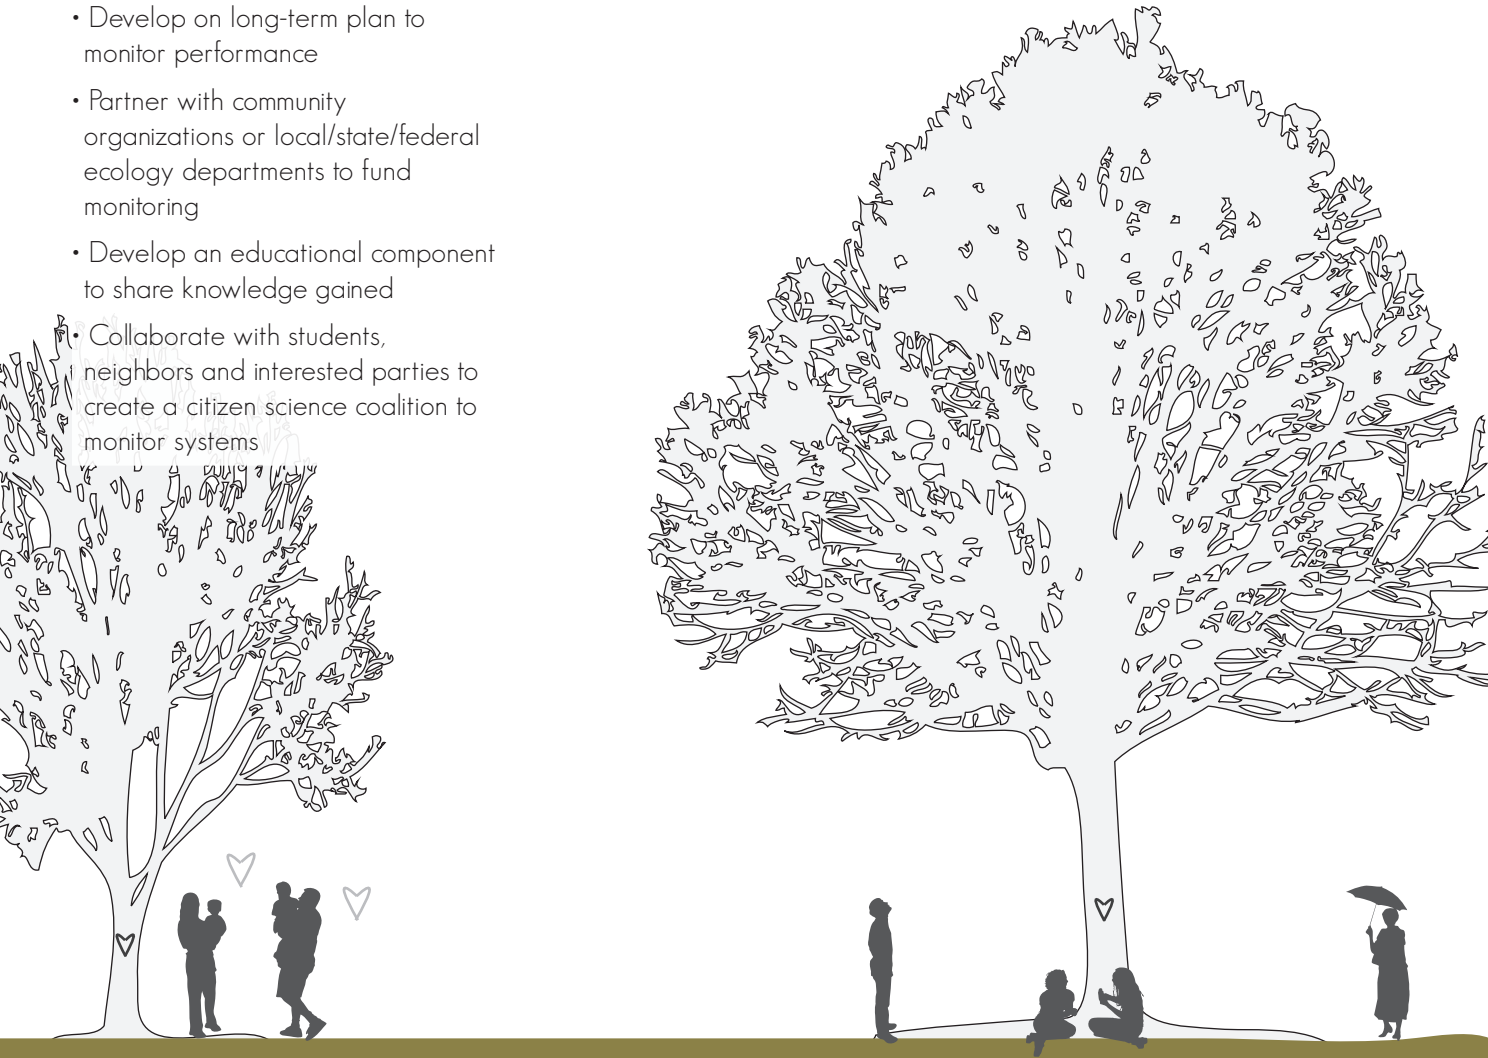 • Develop on long-term plan to
monitor performance
• Partner with community
organizations or local/state/federal
ecology departments to fund
monitoring
• Develop an educational component
to share knowledge gained
• Collaborate with students,
neighbors and interested parties to
create a citizen science coalition to
monitor systems